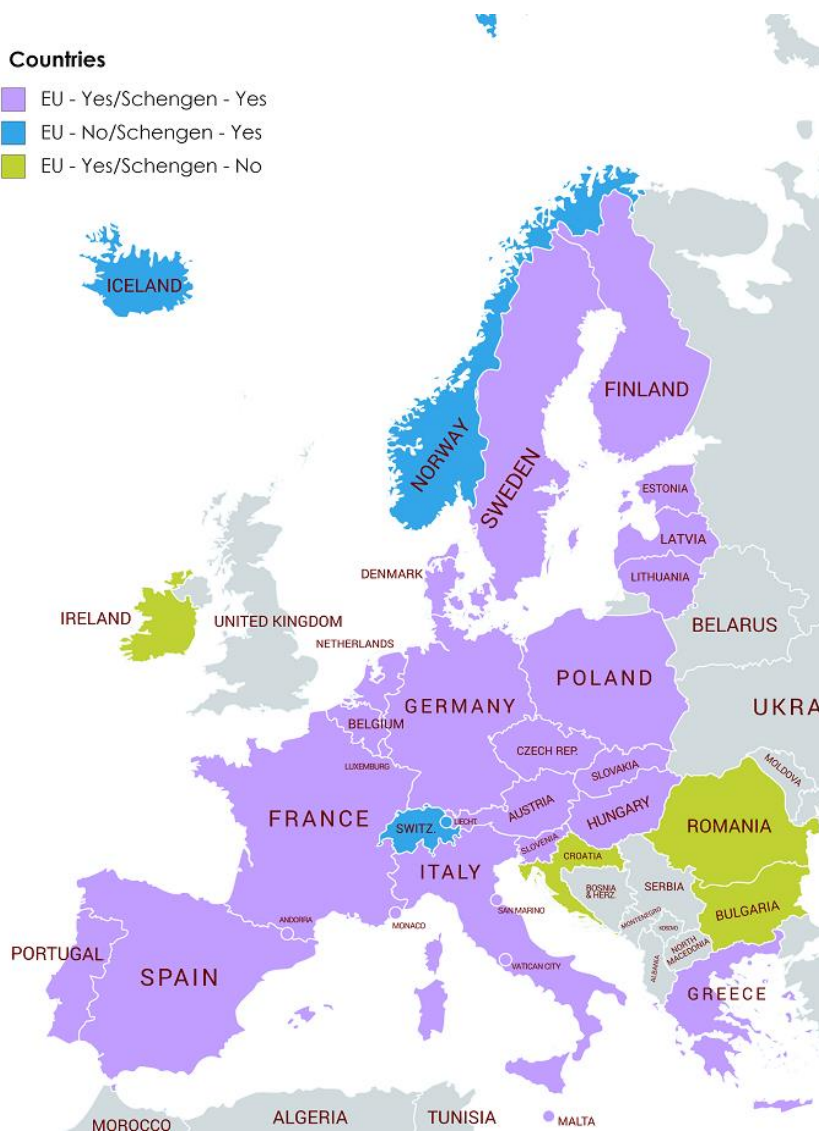 Countries
EU - Yes/Schengen - Yes
EU - No/Schengen - Yes
EU - Yes/Schengen - No
ICELAND
FINLAND
NORWAY
SWEDEN
ESTONIA
LATVIA
DENMARK
LITHUANIA
IRELAND
UNITED KINGDOM
BELARUS
NETHERLANDS
POLAND
GERMANY
UKRA
BELGIUM
CZECH REP.
LUXEMBURG
SLOVAKIA
MOLDOVA
AUSTRIA
HUNGARY
FRANCE
SWITZ.
LIECHT.
ROMANIA
SLOVENIA
CROATIA
ITALY
BOSNIA
& HERZ.
SERBIA
SAN MARINO
BULGARIA
ANDORRA
MONACO
MONTENEGRO
KOSOVO
PORTUGAL
NORTH
MACEDONIA
SPAIN
VATICAN CITY
ALBANIA
GREECE
MOROCCO
ALGERIA
TUNISIA
MALTA